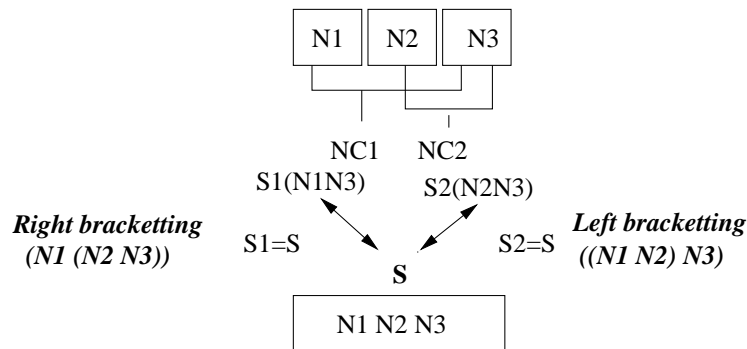 N1 N2 N3
NC1 NC2
S1(N1N3) S2(N2N3)
Right bracketting
(N1 (N2 N3))
S1=S
S2=S
Left bracketting
((N1 N2) N3)
S
N1 N2 N3